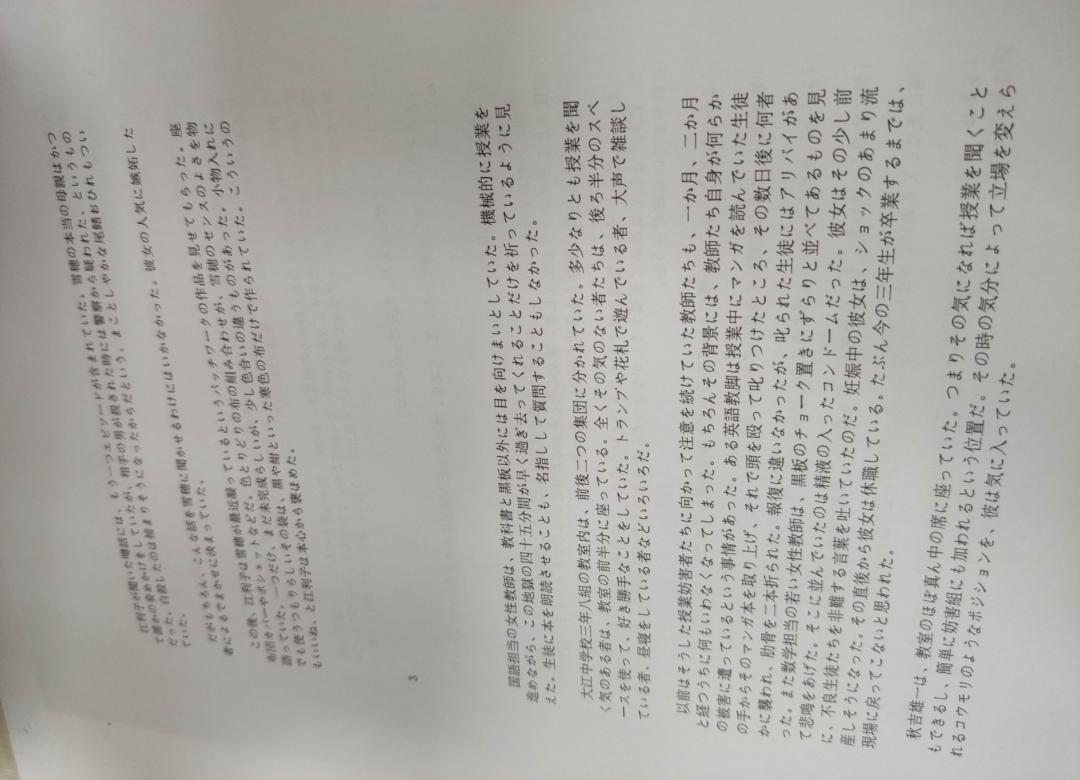 江利子が聞いた噂話には、もう一つエピソードが含まれていた。雪穂の本当の母親はかつ
て誰かの妾めかけをしていたが、相手の男が殺された時には警察から疑われた、というもの
だった。自殺したのは捕まりそうになったからだという、まことしやかな尾鰭おひれもつい
ていた。
だがもちろん、こんな話を雪穂に聞かせるわけにはいかなかった。彼女の人気に嫉妬した
者によるでまかせに決まっていた。
この後、江利子は雪穂が最近凝っているというパッチワークの作品を見せてもらった。座
布団カバーやポシェットなどだ。色とりどりの布の組み合わせが、雪穂のセンスのよさを物
語っていた。一つだけ、まだ未完成らしいが、少し色合いの違うものがあった。小物入れに
でも使うつもりらしいその袋は、黒や紺といった寒色の布だけで作られていた。こういうの
もいいね、と江利子は本心から褒ほめた。
3
国語担当の女性教師は、教科書と黒板以外には目を向けまいとしていた。機械的に授業を
進めながら、この地獄の四十五分間が早く過ぎ去ってくれることだけを祈っているように見
えた。生徒に本を朗読させることも、名指しして質問することもしなかった。
大江中学校三年八組の教室内は、前後二つの集団に分かれていた。多少なりとも授業を聞
く気のある者は、教室の前半分に座っている。全くその気のない者たちは、後ろ半分のスペ
ースを使って、好き勝手なことをしていた。トランプや花札で遊んでいる者、大声で雑談し
ている者、昼寝をしている者などいろいろだ。
以前はそうした授業妨害者たちに向かって注意を続けていた教師たちも、一か月、二か月
と経つうちに何もいわなくなってしまった。もちろんその背景には、教師たち自身が何らか
の被害に遭っているという事情があった。ある英語教師は授業中にマンガを読んでいた生徒
の手からそのマンガ本を取り上げ、それで頭を殴って叱りつけたところ、その数日後に何者
かに襲われ、肋骨を二本折られた。報復に違いなかったが、叱られた生徒にはアリバイがあ
った。また数学担当の若い女性教師は、黒板のチョーク置きにずらりと並べてあるものを見
て悲鳴をあげた。そこに並んでいたのは精液の入ったコンドームだった。彼女はその少し前
に、不良生徒たちを非難する言葉を吐いていたのだ。妊娠中の彼女は、ショックのあまり流
産しそうになった。その直後から彼女は休職している。たぶん今の三年生が卒業するまでは、
現場に戻ってこないと思われた。
秋吉雄一は、教室のほぼ真ん中の席に座っていた。つまりその気になれば授業を聞くこと
もできるし、簡単に妨害組にも加われるという位置だ。その時の気分によって立場を変えら
れるコウモリのようなポジションを、彼は気に入っていた。